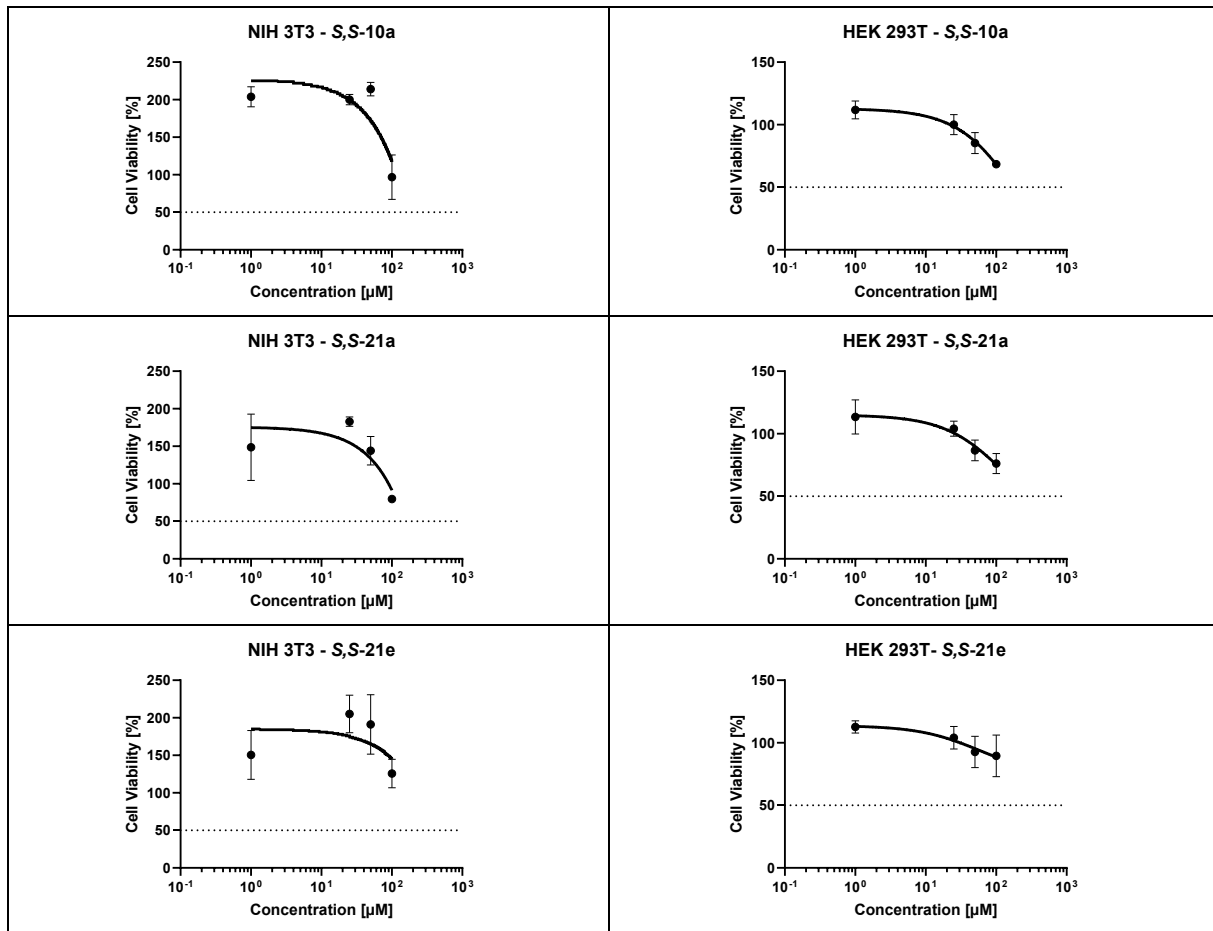 NIH 3T3 - S,S-10a
250
200
150
100
50
0
Cell Viability [%]
10⁻¹ 10⁰ 10¹ 10² 10³
Concentration [µM]
HEK 293T - S,S-10a
150
100
50
0
Cell Viability [%]
10⁻¹ 10⁰ 10¹ 10² 10³
Concentration [µM]
NIH 3T3 - S,S-21a
250
200
150
100
50
0
Cell Viability [%]
10⁻¹ 10⁰ 10¹ 10² 10³
Concentration [µM]
HEK 293T - S,S-21a
150
100
50
0
Cell Viability [%]
10⁻¹ 10⁰ 10¹ 10² 10³
Concentration [µM]
NIH 3T3 - S,S-21e
250
200
150
100
50
0
Cell Viability [%]
10⁻¹ 10⁰ 10¹ 10² 10³
Concentration [µM]
HEK 293T- S,S-21e
150
100
50
0
Cell Viability [%]
10⁻¹ 10⁰ 10¹ 10² 10³
Concentration [µM]